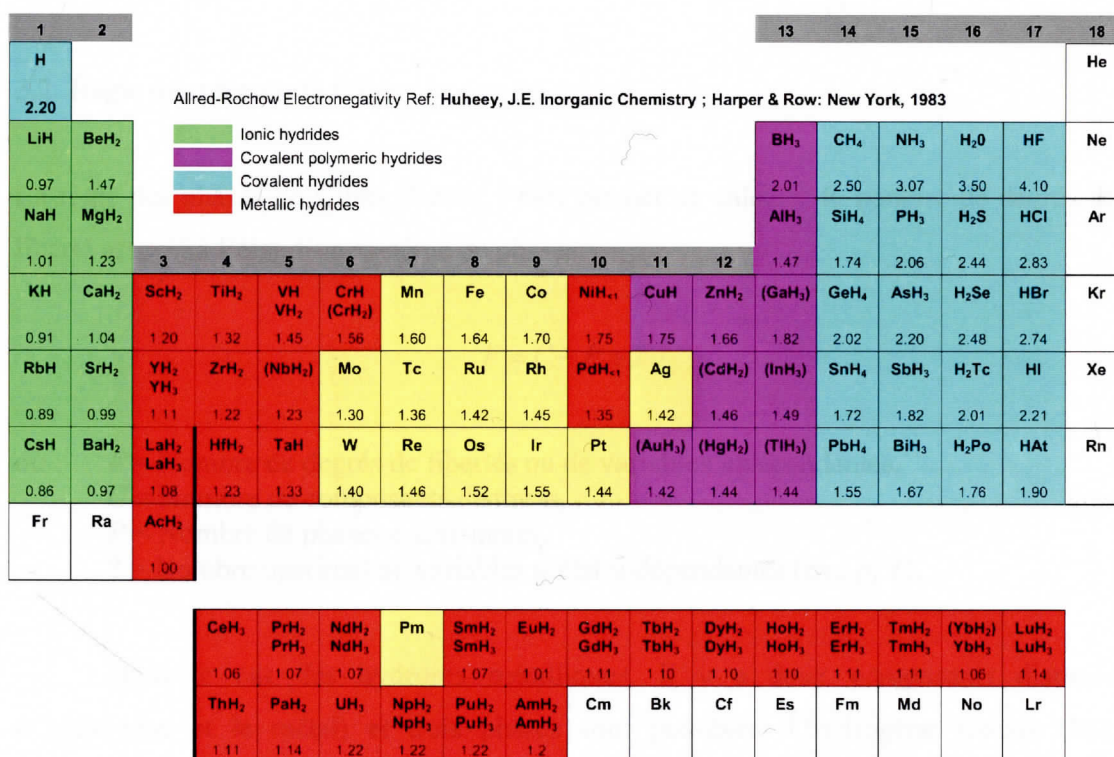 1 2 13 14 15 16 17 18
H He
2.20
Allred-Rochow Electronegativity Ref: Huheey, J.E. Inorganic Chemistry ; Harper & Row: New York, 1983
Ionic hydrides
Covalent polymeric hydrides
Covalent hydrides
Metallic hydrides
LiH BeH₂ BH₃ CH₄ NH₃ H₂0 HF Ne
0.97 1.47 2.01 2.50 3.07 3.50 4.10
NaH MgH₂ AlH₃ SiH₄ PH₃ H₂S HCl Ar
1.01 1.23 1.47 1.74 2.06 2.44 2.83
3 4 5 6 7 8 9 10 11 12
KH CaH₂ ScH₂ TiH₂ VH CrH Mn Fe Co NiH<₁ CuH ZnH₂ (GaH₃) GeH₄ AsH₃ H₂Se HBr Kr
VH₂ (CrH₂)
0.91 1.04 1.20 1.32 1.45 1.56 1.60 1.64 1.70 1.75 1.75 1.66 1.82 2.02 2.20 2.48 2.74
RbH SrH₂ YH₂ ZrH₂ (NbH₂) Mo Tc Ru Rh PdH<₁ Ag (CdH₂) (InH₃) SnH₄ SbH₃ H₂Tc HI Xe
YH₃
0.89 0.99 1.11 1.22 1.23 1.30 1.36 1.42 1.45 1.35 1.42 1.46 1.49 1.72 1.82 2.01 2.21
CsH BaH₂ LaH₂ HfH₂ TaH W Re Os Ir Pt (AuH₃) (HgH₂) (TlH₃) PbH₄ BiH₃ H₂Po HAt Rn
LaH₃
0.86 0.97 1.08 1.23 1.33 1.40 1.46 1.52 1.55 1.44 1.42 1.44 1.44 1.55 1.67 1.76 1.90
Fr Ra AcH₂
1.00
CeH₃ PrH₂ NdH₂ Pm SmH₂ EuH₂ GdH₂ TbH₂ DyH₂ HoH₂ ErH₂ TmH₂ (YbH₂) LuH₂
PrH₃ NdH₃ SmH₃ GdH₃ TbH₃ DyH₃ HoH₃ ErH₃ TmH₃ YbH₃ LuH₃
1.06 1.07 1.07 1.07 1.01 1.11 1.10 1.10 1.10 1.11 1.11 1.06 1.14
ThH₂ PaH₂ UH₃ NpH₂ PuH₂ AmH₂ Cm Bk Cf Es Fm Md No Lr
NpH₃ PuH₃ AmH₃
1.11 1.14 1.22 1.22 1.22 1.2